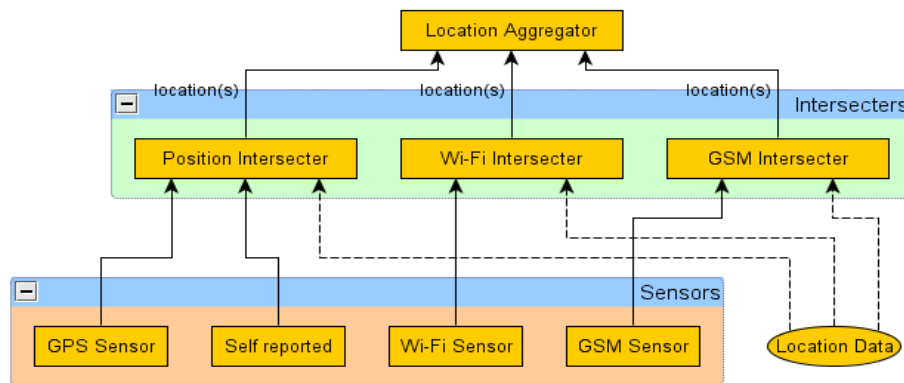 Location Aggregator
location(s) location(s) location(s)
Intersecters
Position Intersecter Wi-Fi Intersecter GSM Intersecter
Sensors
GPS Sensor Self reported Wi-Fi Sensor GSM Sensor Location Data